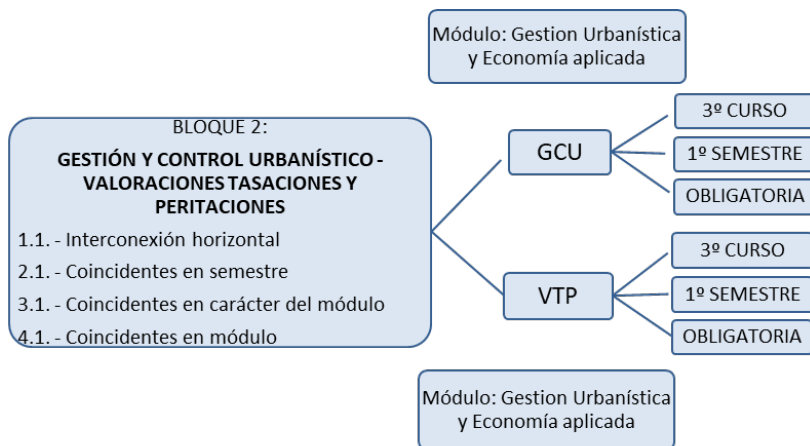 Módulo: Gestion Urbanística
y Economía aplicada
BLOQUE 2:
GESTIÓN Y CONTROL URBANÍSTICO -
VALORACIONES TASACIONES Y
PERITACIONES
1.1. - Interconexión horizontal
2.1. - Coincidentes en semestre
3.1. - Coincidentes en carácter del módulo
4.1. - Coincidentes en módulo
GCU
3º CURSO
1º SEMESTRE
OBLIGATORIA
VTP
3º CURSO
1º SEMESTRE
OBLIGATORIA
Módulo: Gestion Urbanística
y Economía aplicada